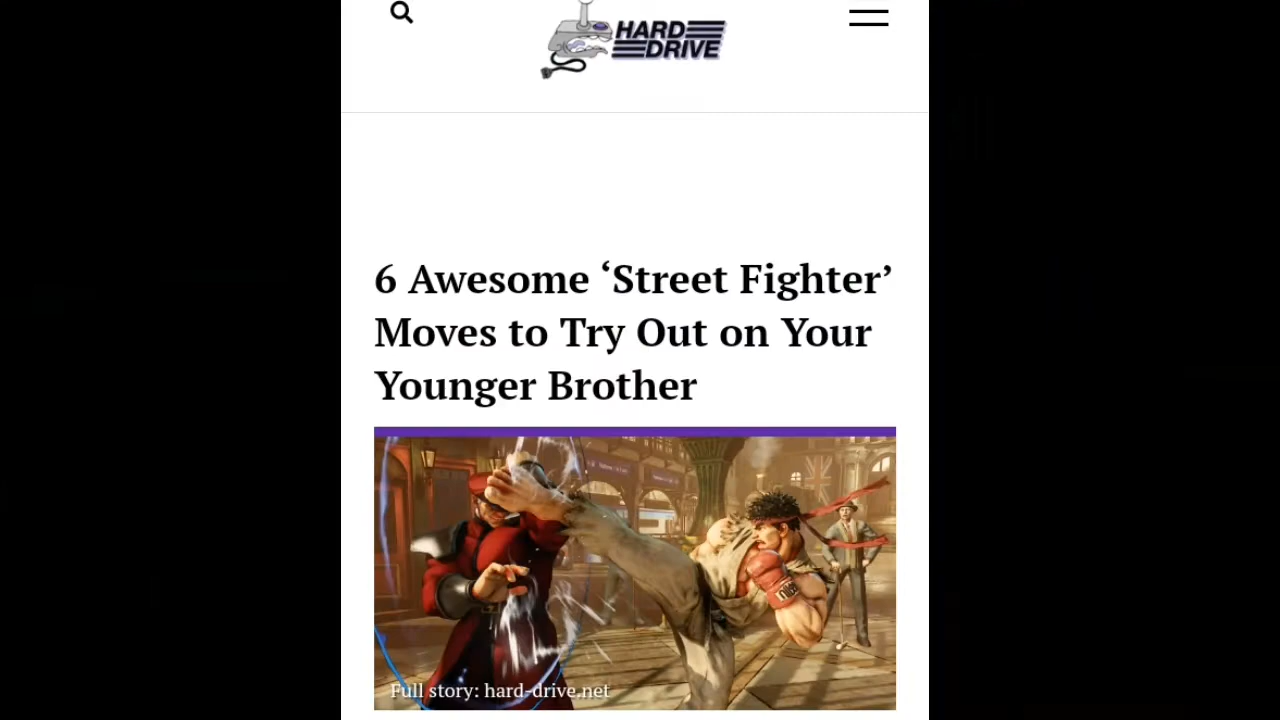 HARD
DRIVE
6 Awesome ‘Street Fighter’
Moves to Try Out on Your
Younger Brother
Full story: hard-drive.net